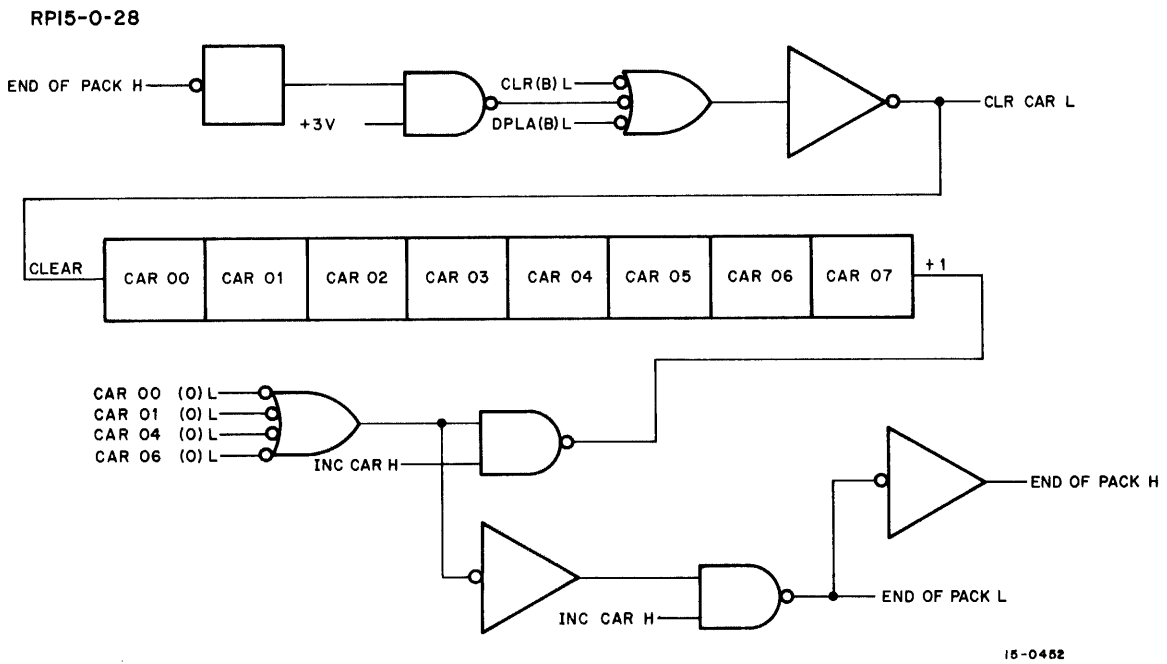 RP15-0-28
END OF PACK H
+3V
CLR(B) L
DPLA(B) L
CLR CAR L
CLEAR
CAR 00
CAR 01
CAR 02
CAR 03
CAR 04
CAR 05
CAR 06
CAR 07
+1
CAR 00 (0) L
CAR 01 (0) L
CAR 04 (0) L
CAR 06 (0) L
INC CAR H
END OF PACK H
INC CAR H
END OF PACK L
15-0452